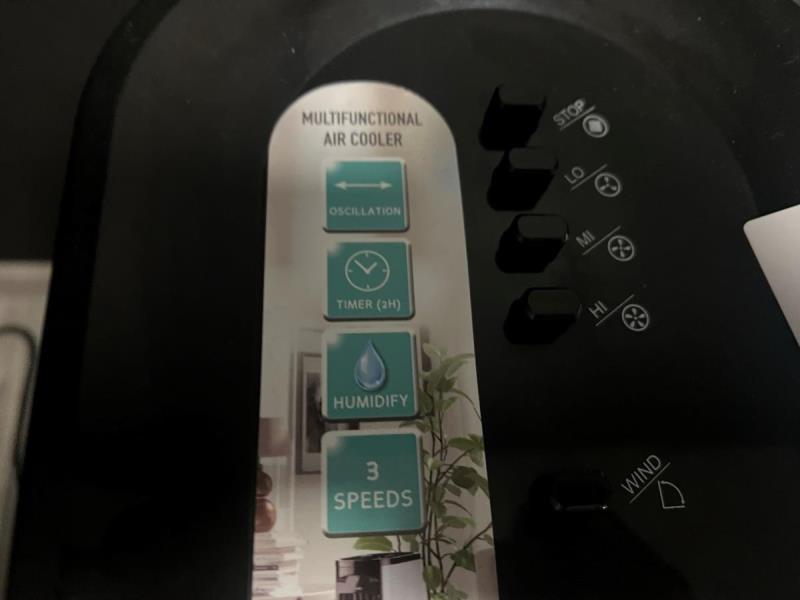 MULTIFUNCTIONAL
AIR COOLER
OSCILLATION
TIMER (2H)
HUMIDIFY
3
SPEEDS
STOP
LO
MI
HI
WIND